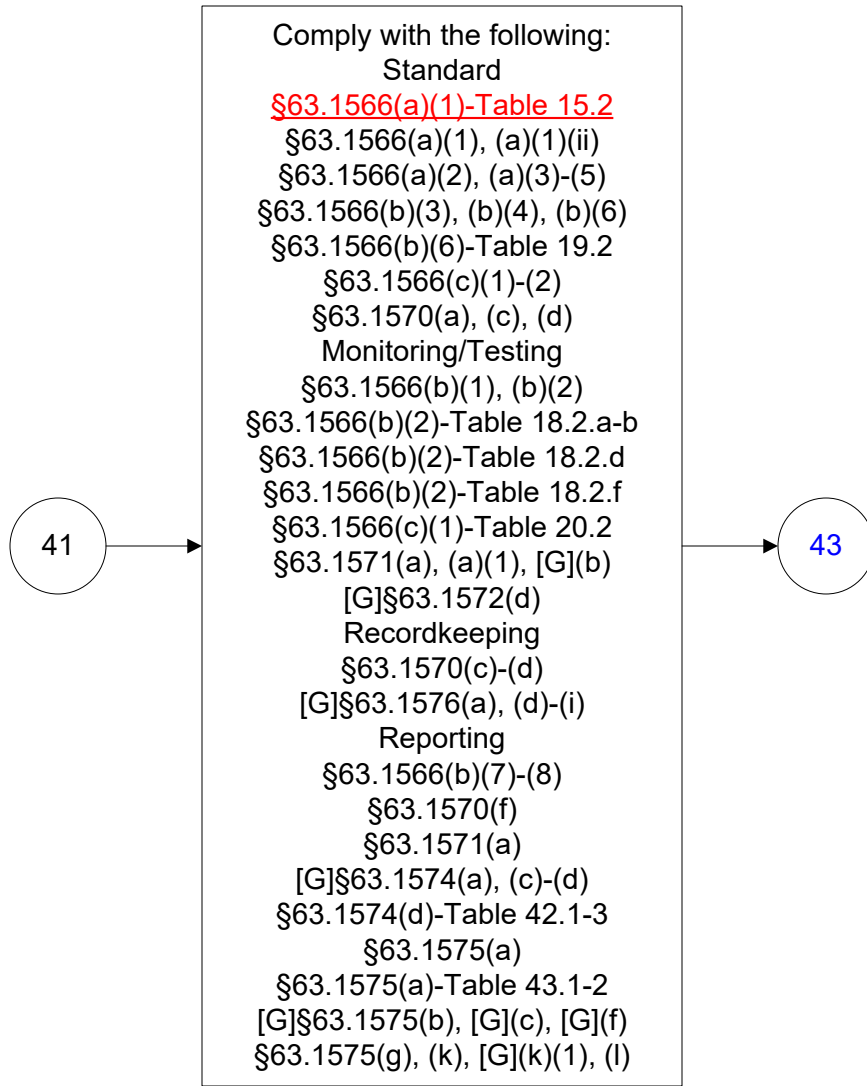 Comply with the following:
Standard
§63.1566(a)(1)-Table 15.2
§63.1566(a)(1), (a)(1)(ii)
§63.1566(a)(2), (a)(3)-(5)
§63.1566(b)(3), (b)(4), (b)(6)
§63.1566(b)(6)-Table 19.2
§63.1566(c)(1)-(2)
§63.1570(a), (c), (d)
Monitoring/Testing
§63.1566(b)(1), (b)(2)
§63.1566(b)(2)-Table 18.2.a-b
§63.1566(b)(2)-Table 18.2.d
§63.1566(b)(2)-Table 18.2.f
§63.1566(c)(1)-Table 20.2
§63.1571(a), (a)(1), [G](b)
[G]§63.1572(d)
Recordkeeping
§63.1570(c)-(d)
[G]§63.1576(a), (d)-(i)
Reporting
§63.1566(b)(7)-(8)
§63.1570(f)
§63.1571(a)
[G]§63.1574(a), (c)-(d)
§63.1574(d)-Table 42.1-3
§63.1575(a)
§63.1575(a)-Table 43.1-2
[G]§63.1575(b), [G](c), [G](f)
§63.1575(g), (k), [G](k)(1), (l)
41
43